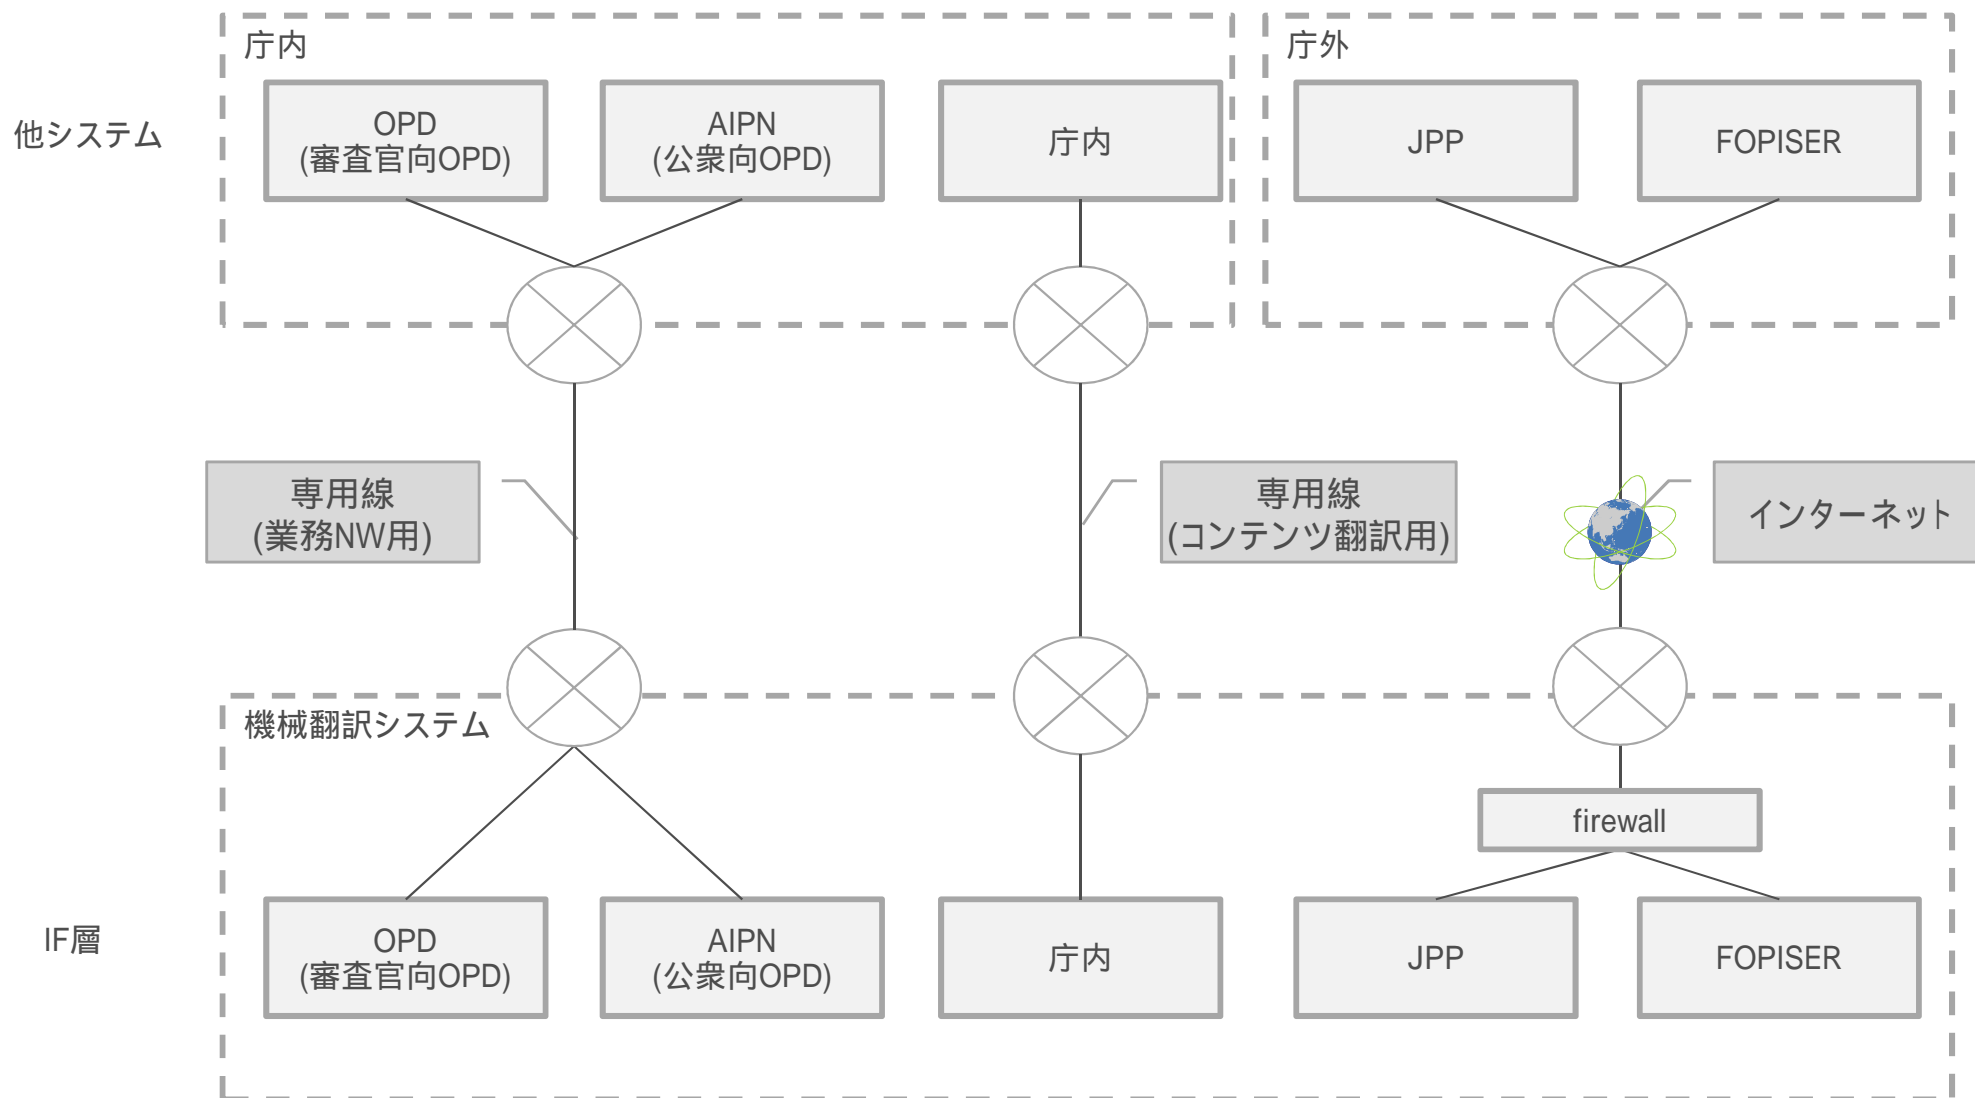 庁内
庁外
他システム
OPD
(審査官向OPD)
AIPN
(公衆向OPD)
庁内
JPP
FOPISER
専用線
(業務NW用)
専用線
(コンテンツ翻訳用)
インターネット
機械翻訳システム
firewall
IF層
OPD
(審査官向OPD)
AIPN
(公衆向OPD)
庁内
JPP
FOPISER